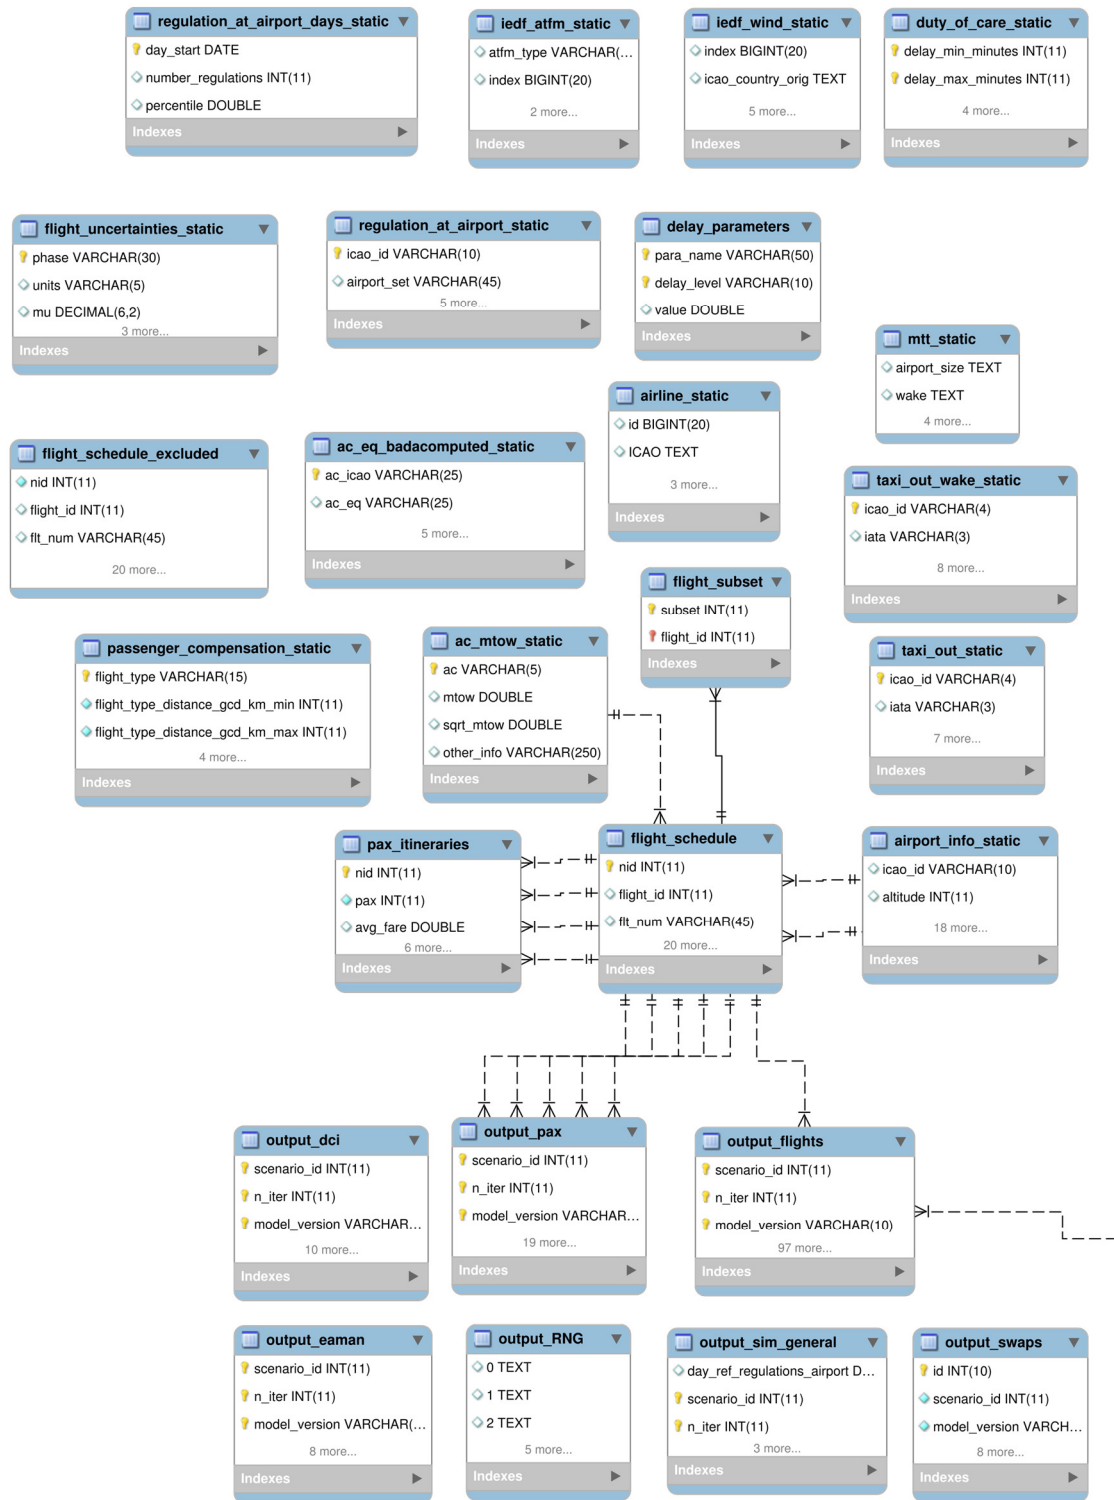 regulation_at_airport_days_static
day_start DATE
number_regulations INT(11)
percentile DOUBLE
Indexes
iedf_atfm_static
atfm_type VARCHAR(...
index BIGINT(20)
2 more...
Indexes
iedf_wind_static
index BIGINT(20)
icao_country_orig TEXT
5 more...
Indexes
duty_of_care_static
delay_min_minutes INT(11)
delay_max_minutes INT(11)
4 more...
Indexes
flight_uncertainties_static
phase VARCHAR(30)
units VARCHAR(5)
mu DECIMAL(6,2)
3 more...
Indexes
regulation_at_airport_static
icao_id VARCHAR(10)
airport_set VARCHAR(45)
5 more...
Indexes
delay_parameters
para_name VARCHAR(50)
delay_level VARCHAR(10)
value DOUBLE
Indexes
mtt_static
airport_size TEXT
wake TEXT
4 more...
flight_schedule_excluded
nid INT(11)
flight_id INT(11)
flt_num VARCHAR(45)
20 more...
ac_eq_badacomputed_static
ac_icao VARCHAR(25)
ac_eq VARCHAR(25)
5 more...
Indexes
airline_static
id BIGINT(20)
ICAO TEXT
3 more...
Indexes
taxi_out_wake_static
icao_id VARCHAR(4)
iata VARCHAR(3)
8 more...
Indexes
flight_subset
subset INT(11)
flight_id INT(11)
Indexes
passenger_compensation_static
flight_type VARCHAR(15)
flight_type_distance_gcd_km_min INT(11)
flight_type_distance_gcd_km_max INT(11)
4 more...
Indexes
ac_mtow_static
ac VARCHAR(5)
mtow DOUBLE
sqrt_mtow DOUBLE
other_info VARCHAR(250)
Indexes
taxi_out_static
icao_id VARCHAR(4)
iata VARCHAR(3)
7 more...
Indexes
pax_itineraries
nid INT(11)
pax INT(11)
avg_fare DOUBLE
6 more...
Indexes
flight_schedule
nid INT(11)
flight_id INT(11)
flt_num VARCHAR(45)
20 more...
Indexes
airport_info_static
icao_id VARCHAR(10)
altitude INT(11)
18 more...
Indexes
output_dci
scenario_id INT(11)
n_iter INT(11)
model_version VARCHAR...
10 more...
Indexes
output_pax
scenario_id INT(11)
n_iter INT(11)
model_version VARCHAR...
19 more...
Indexes
output_flights
scenario_id INT(11)
n_iter INT(11)
model_version VARCHAR(10)
97 more...
Indexes
output_eaman
scenario_id INT(11)
n_iter INT(11)
model_version VARCHAR(...
8 more...
Indexes
output_RNG
0 TEXT
1 TEXT
2 TEXT
5 more...
Indexes
output_sim_general
day_ref_regulations_airport D...
scenario_id INT(11)
n_iter INT(11)
3 more...
Indexes
output_swaps
id INT(10)
scenario_id INT(11)
model_version VARCH...
8 more...
Indexes